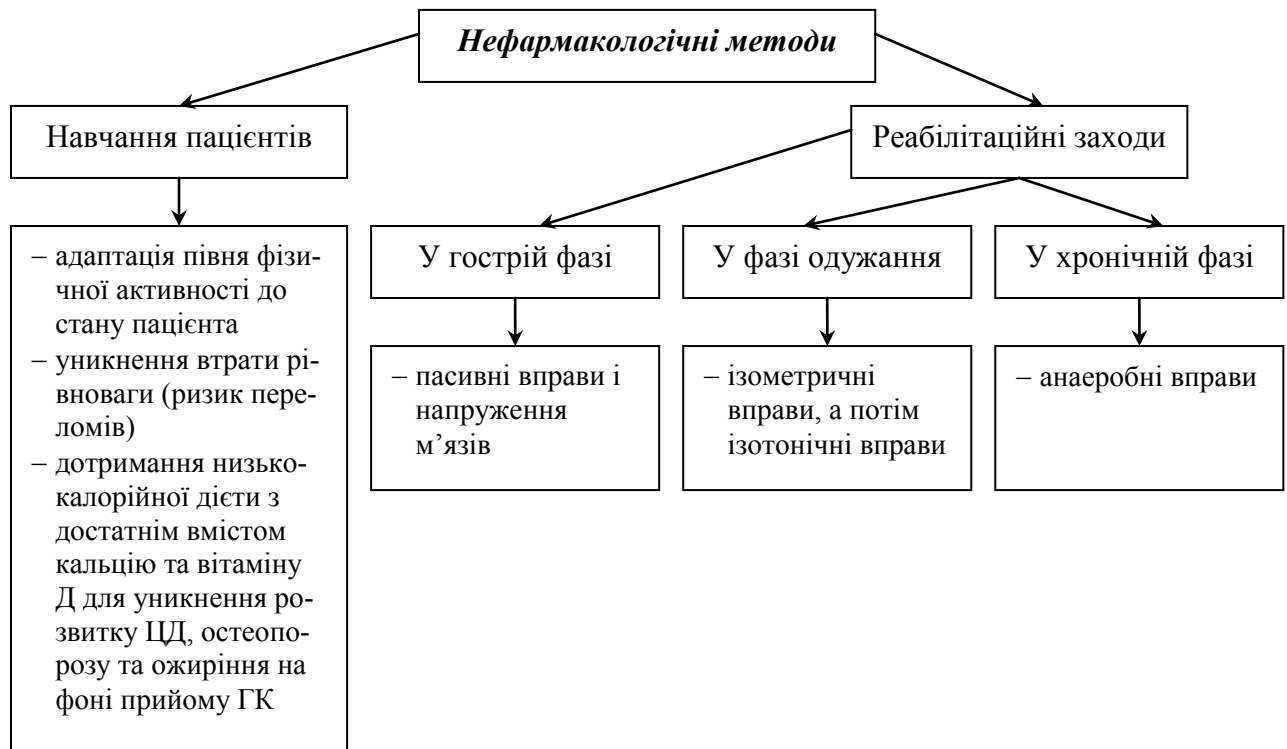 Нефармакологічні методи
Навчання пацієнтів
Реабілітаційні заходи
– адаптація півня фізи-
чної активності до
стану пацієнта
– уникнення втрати рі-
вноваги (ризик пере-
ломів)
– дотримання низько-
калорійної дієти з
достатнім вмістом
кальцію та вітаміну
Д для уникнення ро-
звитку ЦД, остеопо-
розу та ожиріння на
фоні прийому ГК
У гострій фазі
У фазі одужання
У хронічній фазі
– пасивні вправи і
напруження
м’язів
– ізометричні
вправи, а потім
ізотонічні вправи
– анаеробні вправи